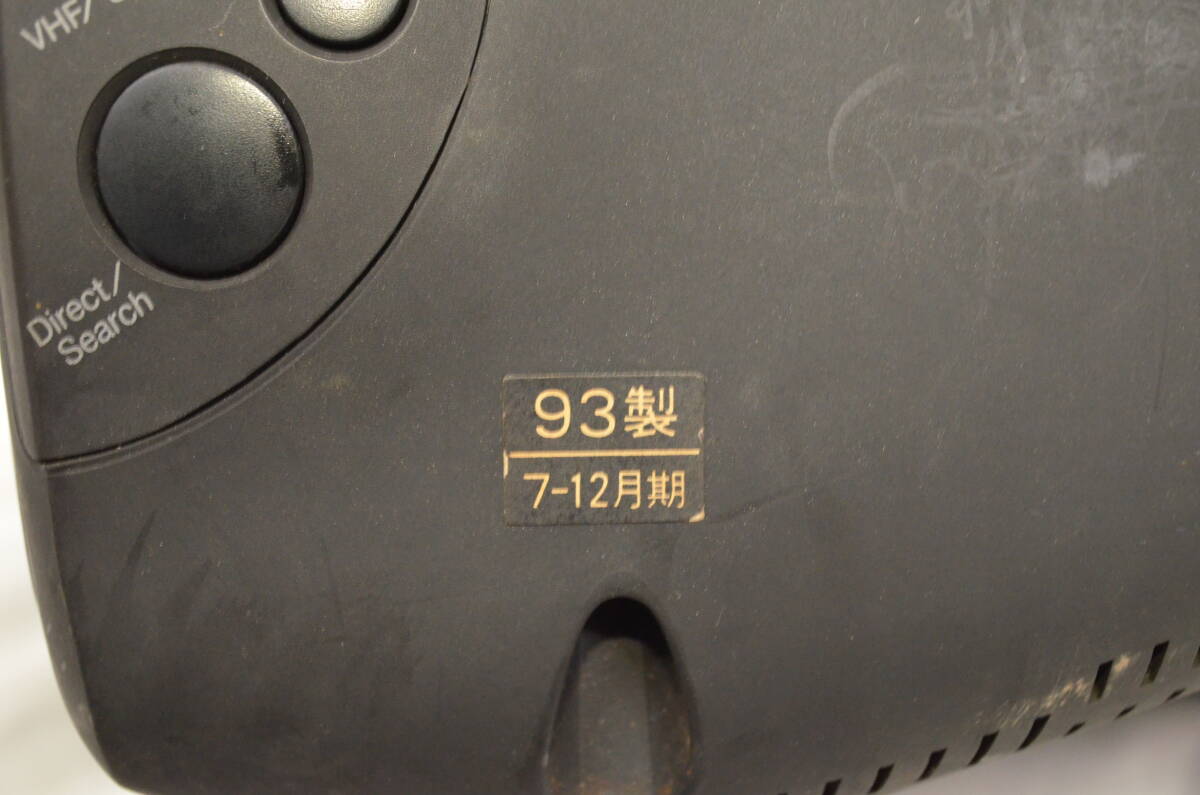 VHF/
Direct/
Search
93製
7-12月期